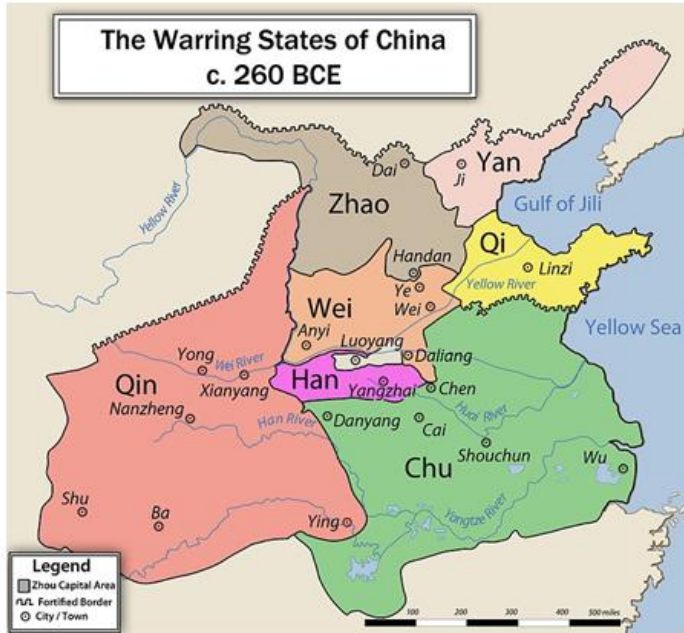 The Warring States of China
c. 260 BCE
Yan
Dai
Ji
Zhao
Gulf of Jili
Yellow River
Qi
Linzi
Handan
Ye
Yellow River
Wei
Wei
Yellow Sea
Anyi
Luoyang
Daliang
Yong
Wei River
Qin
Xianyang
Han
Yangzhai
Chen
Nanzheng
Han River
Danyang
Cai
Huai River
Shouchun
Chu
Wu
Shu
Ba
Ying
Yangtze River
Legend
Zhou Capital Area
Fortified Border
City / Town
100
200
300
400
500 miles